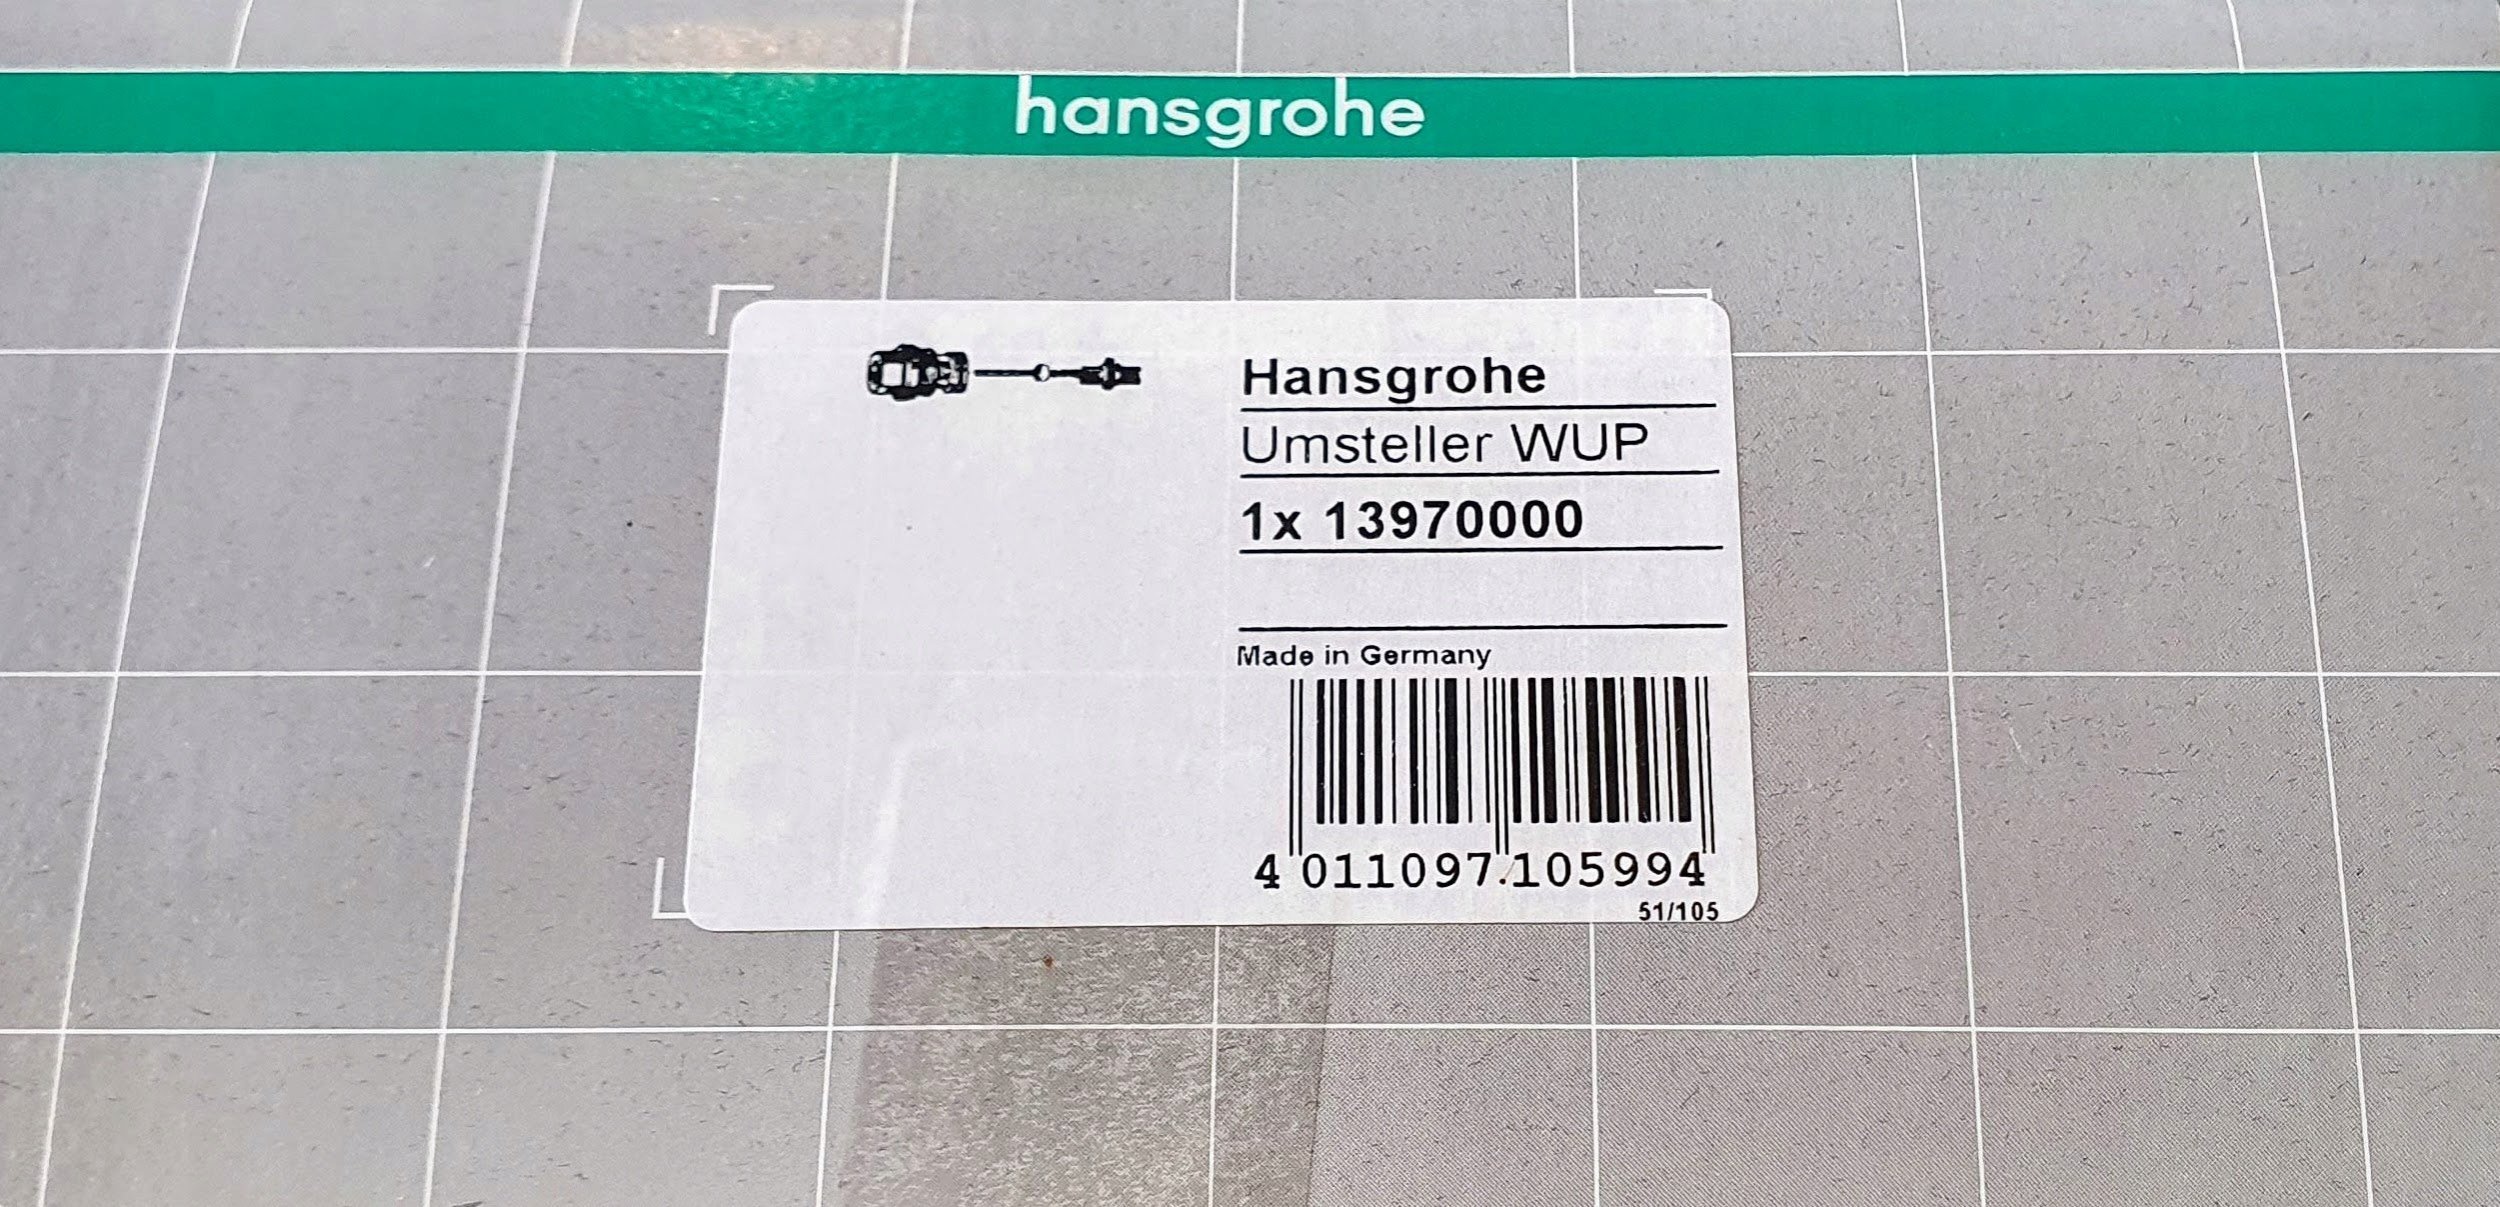 hansgrohe
Hansgrohe
Umsteller WUP
1x 13970000
Made in Germany
4 011097 105994
51/105